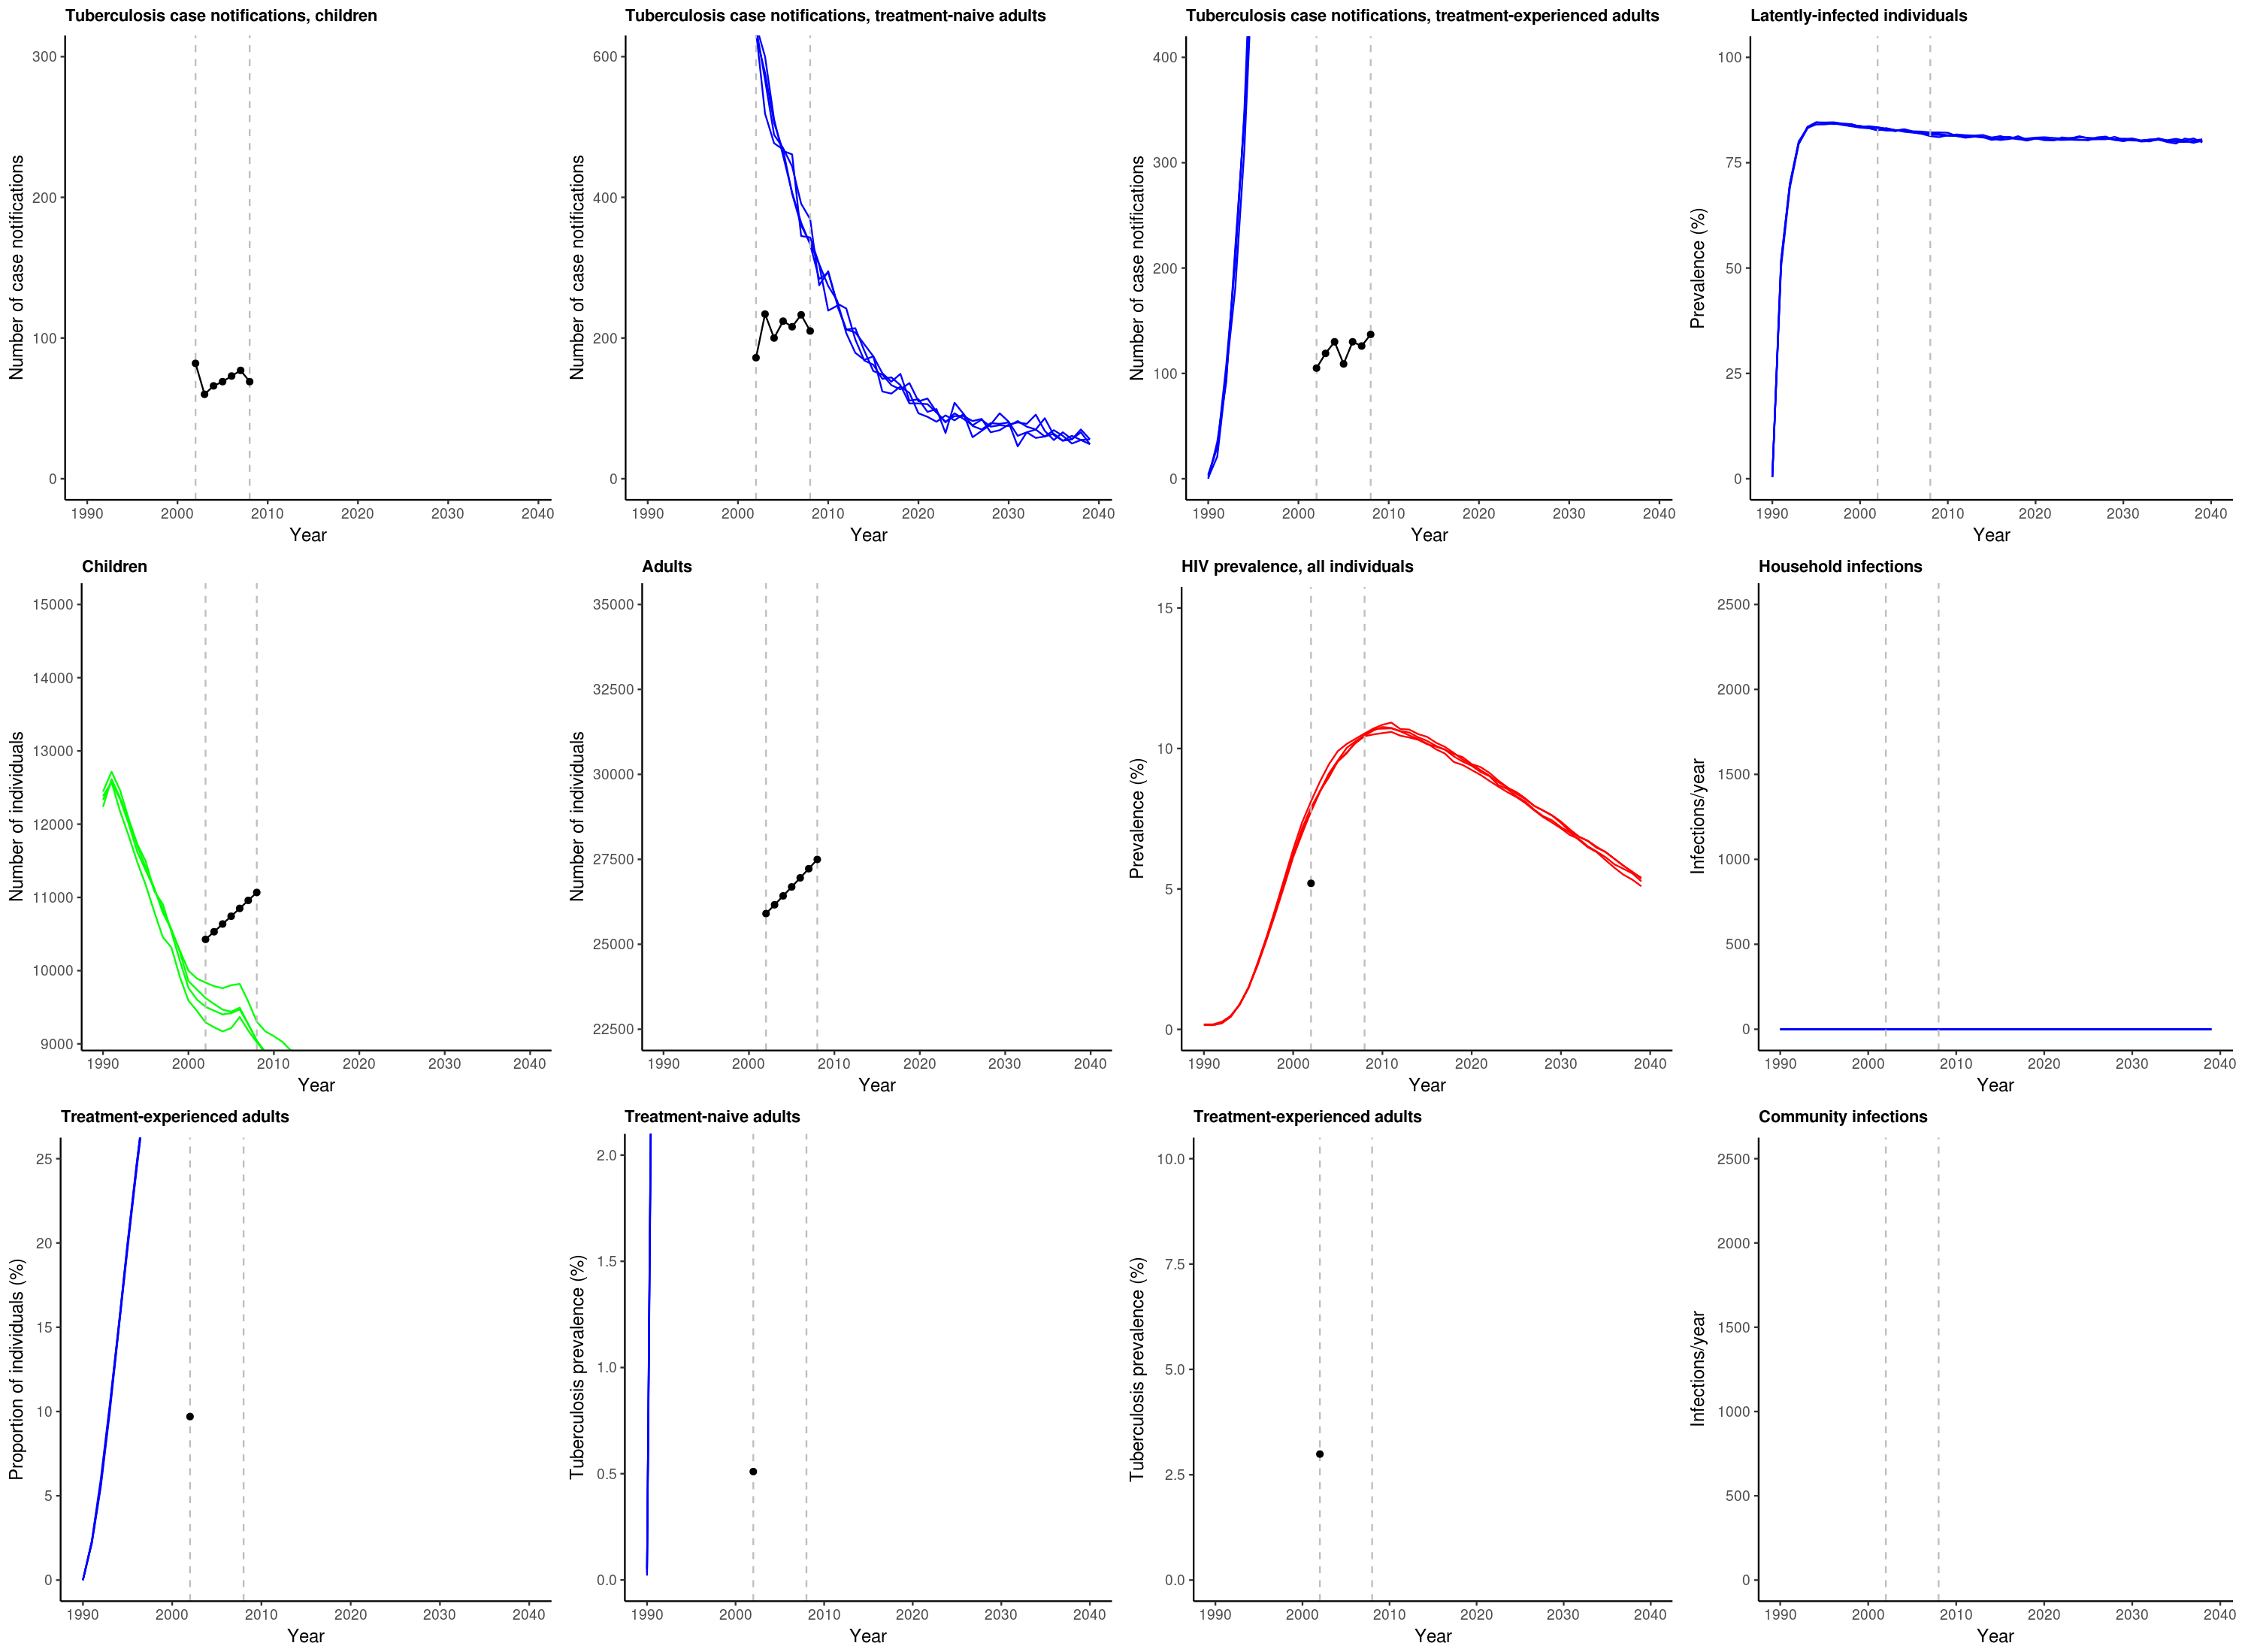 Tuberculosis case notifications, children
Number of case notifications
300
200
100
0
1990 2000 2010 2020 2030 2040
Year
Tuberculosis case notifications, treatment-naive adults
Number of case notifications
600
400
200
0
1990 2000 2010 2020 2030 2040
Year
Tuberculosis case notifications, treatment-experienced adults
Number of case notifications
400
300
200
100
0
1990 2000 2010 2020 2030 2040
Year
Latently-infected individuals
Prevalence (%)
100
75
50
25
0
1990 2000 2010 2020 2030 2040
Year
Children
Number of individuals
15000
14000
13000
12000
11000
10000
9000
1990 2000 2010 2020 2030 2040
Year
Adults
Number of individuals
35000
32500
30000
27500
25000
22500
1990 2000 2010 2020 2030 2040
Year
HIV prevalence, all individuals
Prevalence (%)
15
10
5
0
1990 2000 2010 2020 2030 2040
Year
Household infections
Infections/year
2500
2000
1500
1000
500
0
1990 2000 2010 2020 2030 2040
Year
Treatment-experienced adults
Proportion of individuals (%)
25
20
15
10
5
0
1990 2000 2010 2020 2030 2040
Year
Treatment-naive adults
Tuberculosis prevalence (%)
2.0
1.5
1.0
0.5
0.0
1990 2000 2010 2020 2030 2040
Year
Treatment-experienced adults
Tuberculosis prevalence (%)
10.0
7.5
5.0
2.5
0.0
1990 2000 2010 2020 2030 2040
Year
Community infections
Infections/year
2500
2000
1500
1000
500
0
1990 2000 2010 2020 2030 2040
Year